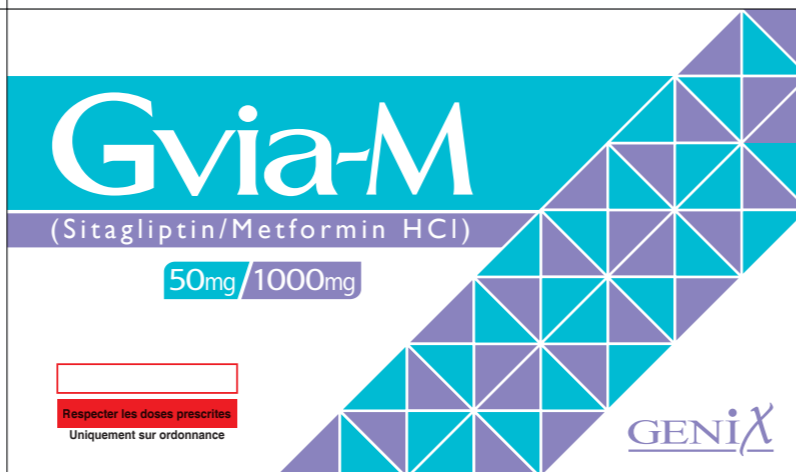 Gvia-M
(Sitagliptin/Metformin HCl)
50mg/1000mg
Respecter les doses prescrites
Uniquement sur ordonnance
GENiX